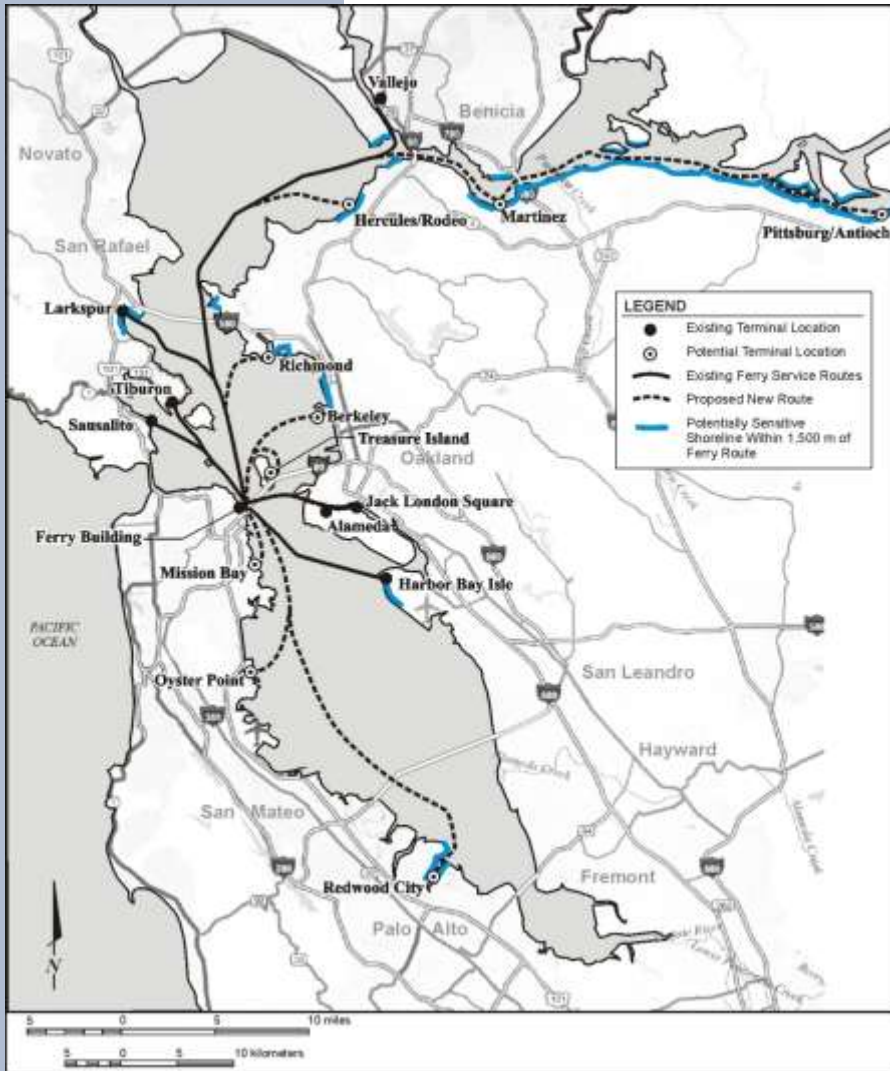 Vallejo
Benicia
Novato
Hercules/Rodeo
Martinez
Pittsburg/Antioch
San Rafael
Larkspur
LEGEND
Existing Terminal Location
Potential Terminal Location
Existing Ferry Service Routes
Proposed New Route
Potentially Sensitive
Shoreline Within 1,500 m of
Ferry Route
Richmond
Tiburon
Berkeley
Sausalito
Treasure Island
Oakland
Jack London Square
Ferry Building
Alameda
Mission Bay
Harbor Bay Isle
PACIFIC
OCEAN
Oyster Point
San Leandro
Hayward
San Mateo
Redwood City
Fremont
Palo Alto
N
5 0 5 10 miles
5 0 5 10 kilometers